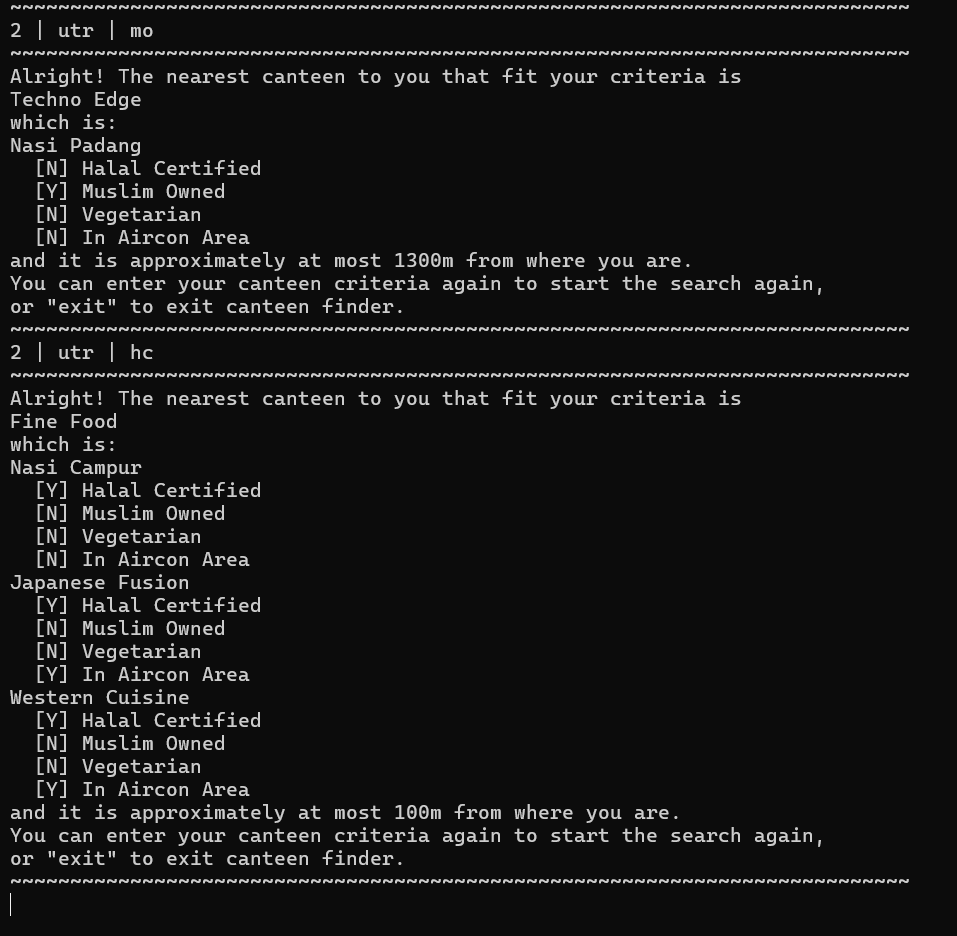 ~~~~~~~~~~~~~~~~~~~~~~~~~~~~~~~~~~~~~~~~~~~~~~~~~~~~~~~~~~~~~~~~~~~~~~~~~~~
2 | utr | mo
~~~~~~~~~~~~~~~~~~~~~~~~~~~~~~~~~~~~~~~~~~~~~~~~~~~~~~~~~~~~~~~~~~~~~~~~~~~
Alright! The nearest canteen to you that fit your criteria is
Techno Edge
which is:
Nasi Padang
  [N] Halal Certified
  [Y] Muslim Owned
  [N] Vegetarian
  [N] In Aircon Area
and it is approximately at most 1300m from where you are.
You can enter your canteen criteria again to start the search again,
or "exit" to exit canteen finder.
~~~~~~~~~~~~~~~~~~~~~~~~~~~~~~~~~~~~~~~~~~~~~~~~~~~~~~~~~~~~~~~~~~~~~~~~~~~
2 | utr | hc
~~~~~~~~~~~~~~~~~~~~~~~~~~~~~~~~~~~~~~~~~~~~~~~~~~~~~~~~~~~~~~~~~~~~~~~~~~~
Alright! The nearest canteen to you that fit your criteria is
Fine Food
which is:
Nasi Campur
  [Y] Halal Certified
  [N] Muslim Owned
  [N] Vegetarian
  [N] In Aircon Area
Japanese Fusion
  [Y] Halal Certified
  [N] Muslim Owned
  [N] Vegetarian
  [Y] In Aircon Area
Western Cuisine
  [Y] Halal Certified
  [N] Muslim Owned
  [N] Vegetarian
  [Y] In Aircon Area
and it is approximately at most 100m from where you are.
You can enter your canteen criteria again to start the search again,
or "exit" to exit canteen finder.
~~~~~~~~~~~~~~~~~~~~~~~~~~~~~~~~~~~~~~~~~~~~~~~~~~~~~~~~~~~~~~~~~~~~~~~~~~~